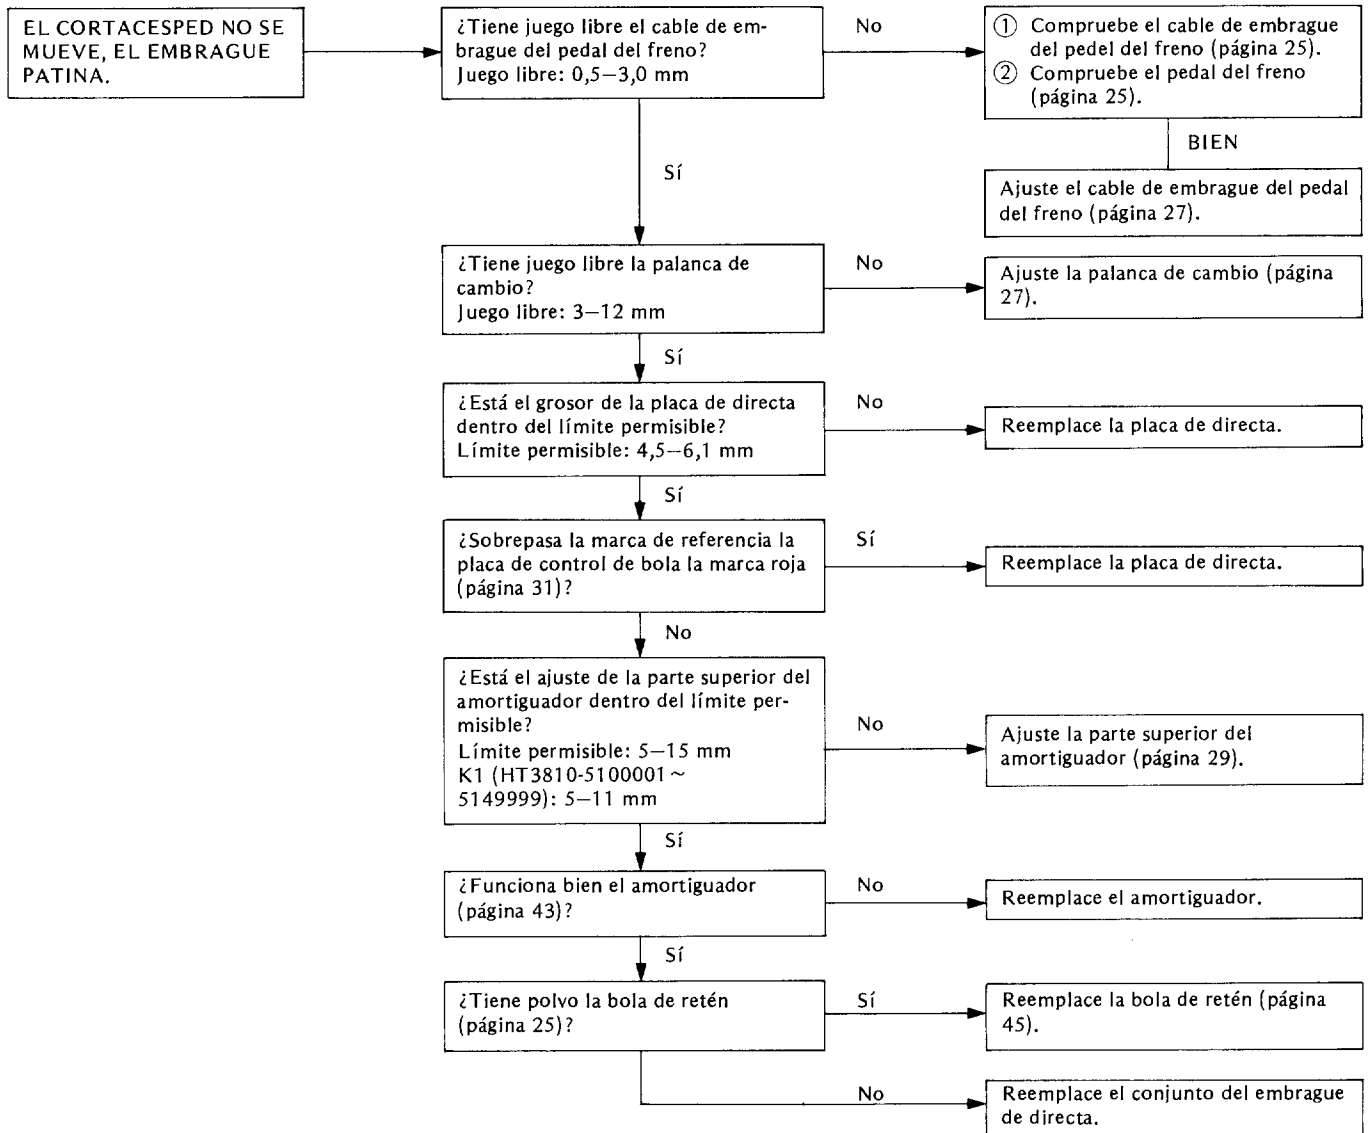 EL CORTACESPED NO SE
MUEVE, EL EMBRAGUE
PATINA.
¿Tiene juego libre el cable de em-
brague del pedal del freno?
Juego libre: 0,5—3,0 mm
No
① Compruebe el cable de embrague
del pedel del freno (página 25).
② Compruebe el pedal del freno
(página 25).
BIEN
Ajuste el cable de embrague del pedal
del freno (página 27).
Sí
¿Tiene juego libre la palanca de
cambio?
Juego libre: 3—12 mm
No
Ajuste la palanca de cambio (página
27).
Sí
¿Está el grosor de la placa de directa
dentro del límite permisible?
Límite permisible: 4,5—6,1 mm
No
Reemplace la placa de directa.
Sí
¿Sobrepasa la marca de referencia la
placa de control de bola la marca roja
(página 31)?
Sí
Reemplace la placa de directa.
No
¿Está el ajuste de la parte superior del
amortiguador dentro del límite per-
misible?
Límite permisible: 5—15 mm
K1 (HT3810-5100001 ~
5149999): 5—11 mm
No
Ajuste la parte superior del
amortiguador (página 29).
Sí
¿Funciona bien el amortiguador
(página 43)?
No
Reemplace el amortiguador.
Sí
¿Tiene polvo la bola de retén
(página 25)?
Sí
Reemplace la bola de retén (página
45).
No
Reemplace el conjunto del embrague
de directa.